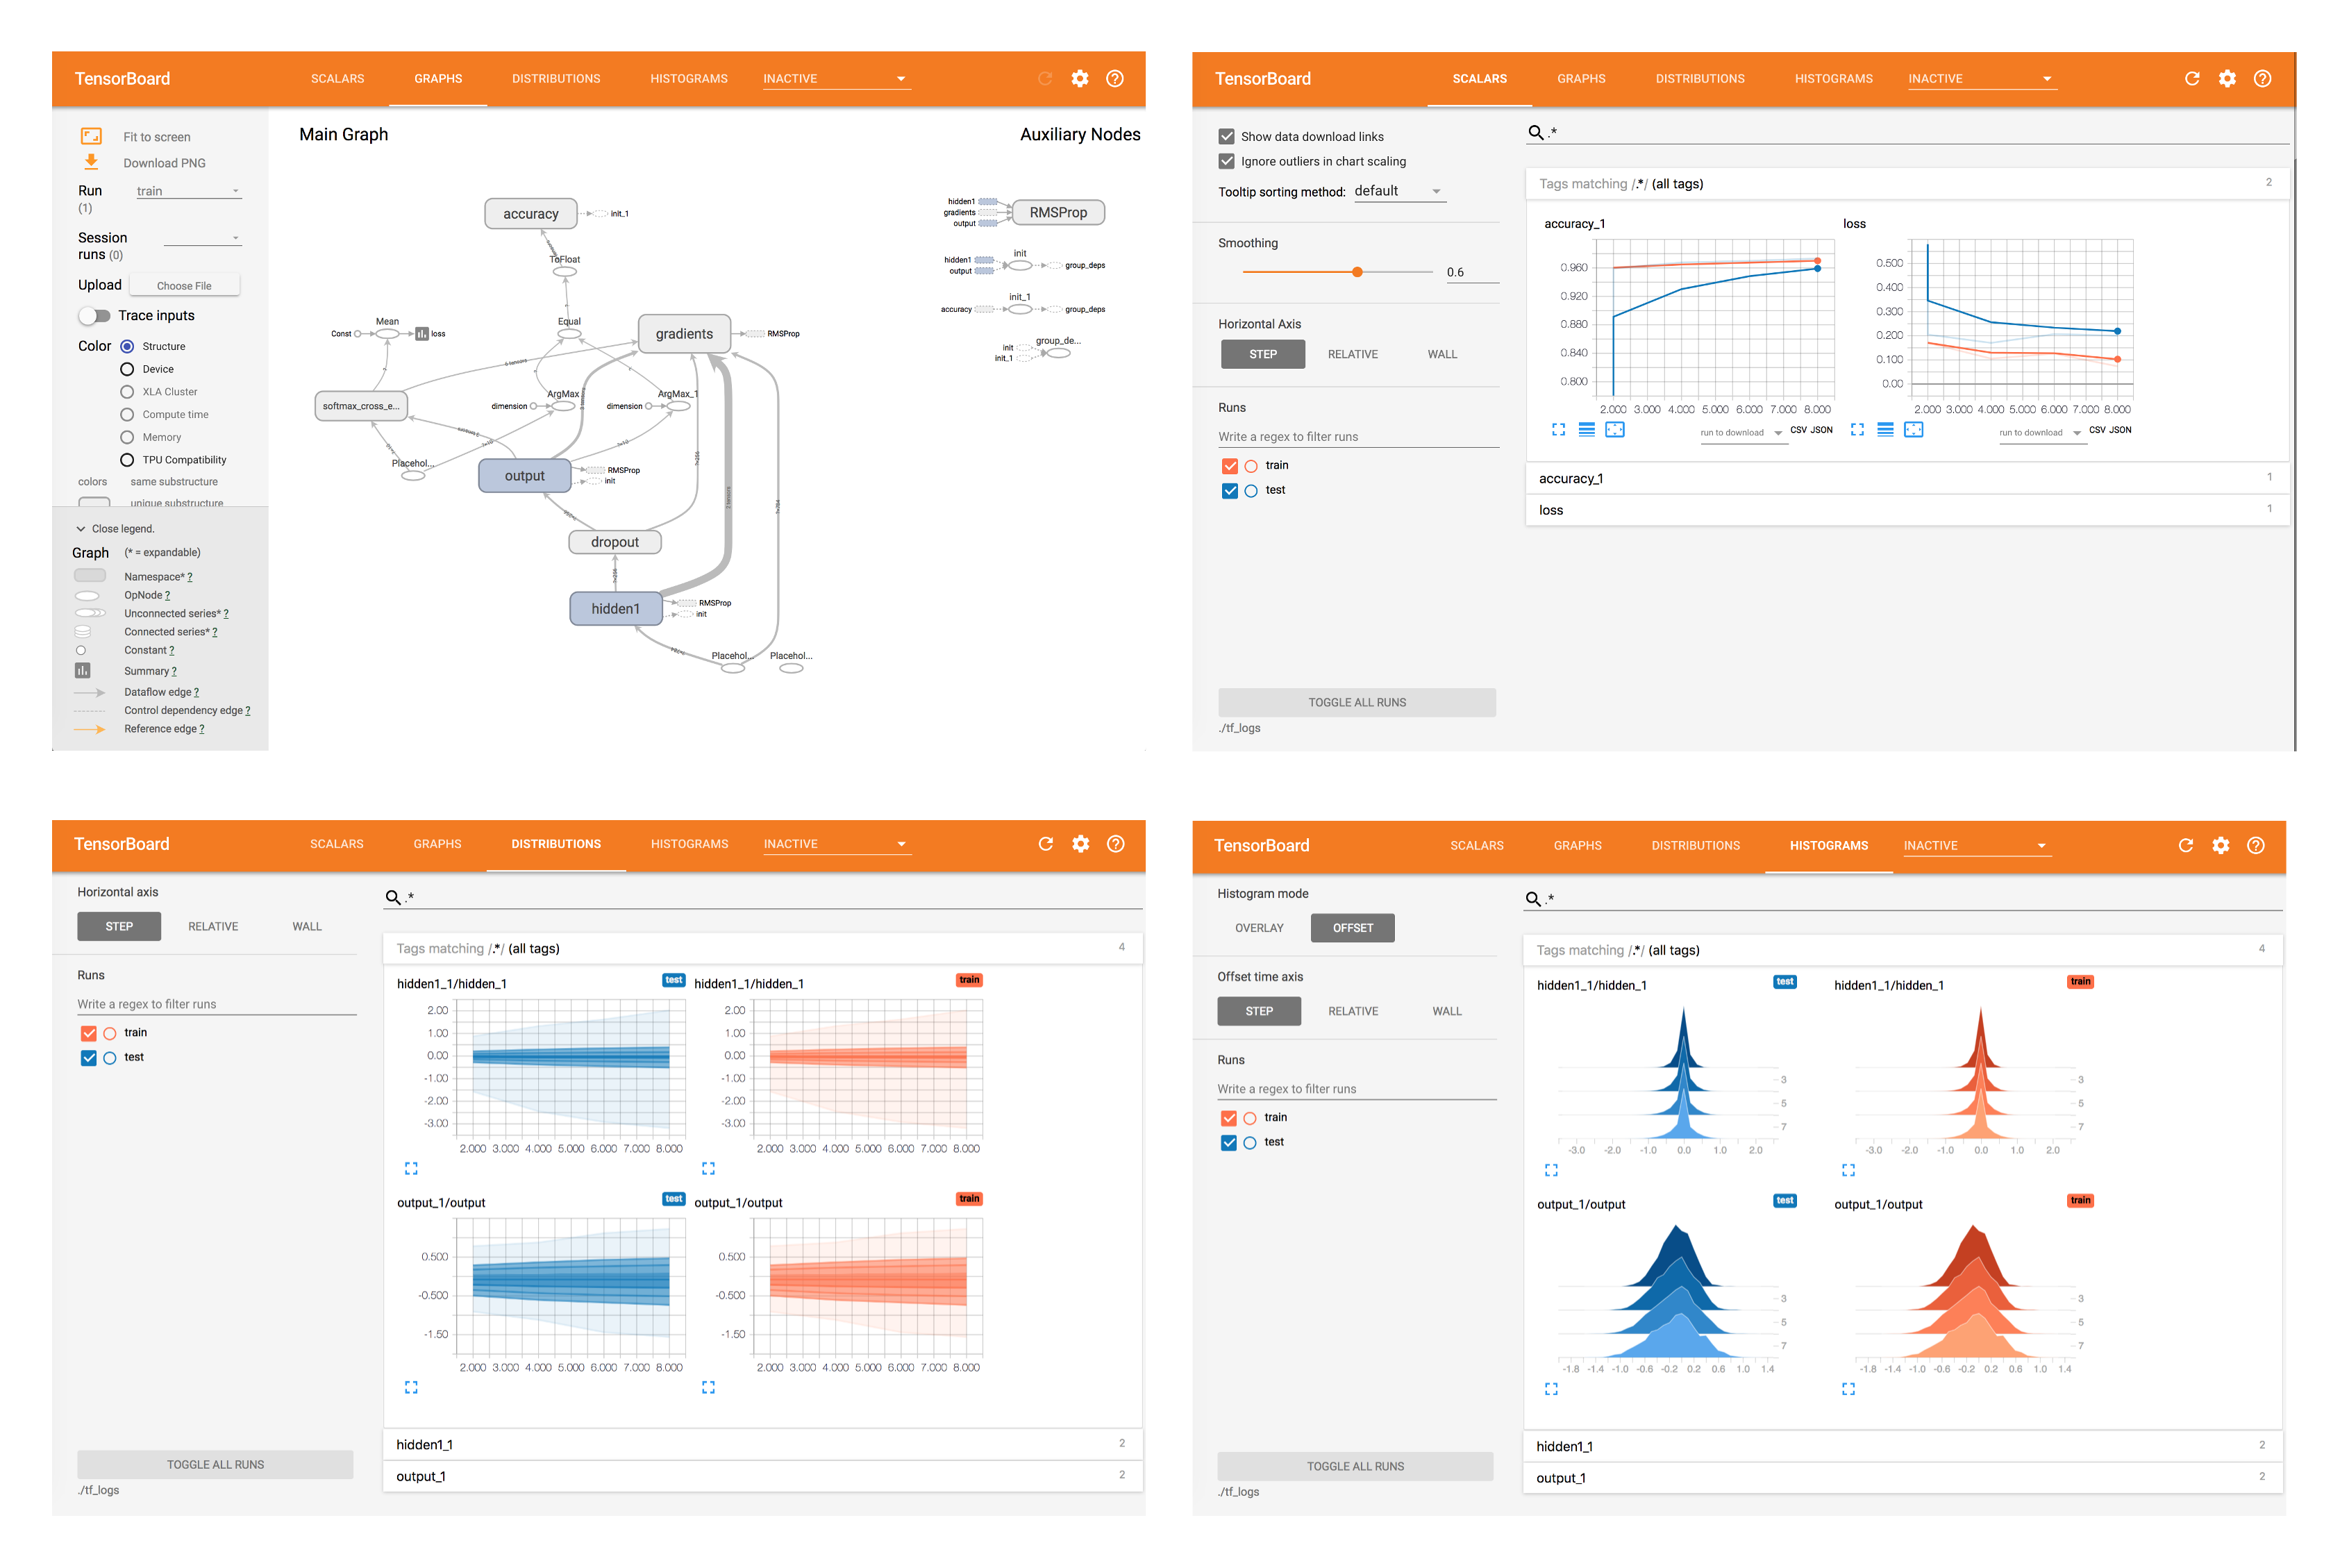 TensorBoard SCALARS GRAPHS DISTRIBUTIONS HISTOGRAMS INACTIVE
Fit to screen
Download PNG
Run train
(1)
Session
runs (0)
Upload Choose File
Trace inputs
Color Structure
Device
XLA Cluster
Compute time
Memory
TPU Compatibility
colors same substructure
unique substructure
Close legend.
Graph (* = expandable)
Namespace* ?
OpNode ?
Unconnected series* ?
Connected series* ?
Constant ?
Summary ?
Dataflow edge ?
Control dependency edge ?
Reference edge ?
Main Graph
accuracy init_1
ToFloat
Mean
Const loss
Equal
gradients RMSProp
6 tensors
softmax_cross_e...
ArgMax ArgMax_1
dimension dimension
Placehol...
output RMSProp
init
dropout
hidden1 RMSProp
init
Placehol... Placehol...
Auxiliary Nodes
hidden1
gradients RMSProp
output
init
hidden1 group_deps
output
init_1
accuracy group_deps
group_de...
init
init_1
TensorBoard SCALARS GRAPHS DISTRIBUTIONS HISTOGRAMS INACTIVE
Show data download links
Ignore outliers in chart scaling
Tooltip sorting method: default
Smoothing
0.6
Horizontal Axis
STEP RELATIVE WALL
Runs
Write a regex to filter runs
train
test
TOGGLE ALL RUNS
./tf_logs
.*
Tags matching /.*/ (all tags) 2
accuracy_1
0.960
0.920
0.880
0.840
0.800
2.000 3.000 4.000 5.000 6.000 7.000 8.000
run to download CSV JSON
loss
0.500
0.400
0.300
0.200
0.100
0.00
2.000 3.000 4.000 5.000 6.000 7.000 8.000
run to download CSV JSON
accuracy_1 1
loss 1
TensorBoard SCALARS GRAPHS DISTRIBUTIONS HISTOGRAMS INACTIVE
Horizontal axis
STEP RELATIVE WALL
Runs
Write a regex to filter runs
train
test
TOGGLE ALL RUNS
./tf_logs
.*
Tags matching /.*/ (all tags) 4
hidden1_1/hidden_1 test
2.00
1.00
0.00
-1.00
-2.00
-3.00
2.000 3.000 4.000 5.000 6.000 7.000 8.000
hidden1_1/hidden_1 train
2.00
1.00
0.00
-1.00
-2.00
-3.00
2.000 3.000 4.000 5.000 6.000 7.000 8.000
output_1/output test
0.500
-0.500
-1.50
2.000 3.000 4.000 5.000 6.000 7.000 8.000
output_1/output train
0.500
-0.500
-1.50
2.000 3.000 4.000 5.000 6.000 7.000 8.000
hidden1_1 2
output_1 2
TensorBoard SCALARS GRAPHS DISTRIBUTIONS HISTOGRAMS INACTIVE
Histogram mode
OVERLAY OFFSET
Offset time axis
STEP RELATIVE WALL
Runs
Write a regex to filter runs
train
test
TOGGLE ALL RUNS
./tf_logs
.*
Tags matching /.*/ (all tags) 4
hidden1_1/hidden_1 test
3
5
7
-3.0 -2.0 -1.0 0.0 1.0 2.0
hidden1_1/hidden_1 train
3
5
7
-3.0 -2.0 -1.0 0.0 1.0 2.0
output_1/output test
3
5
7
-1.8 -1.4 -1.0 -0.6 -0.2 0.2 0.6 1.0 1.4
output_1/output train
3
5
7
-1.8 -1.4 -1.0 -0.6 -0.2 0.2 0.6 1.0 1.4
hidden1_1 2
output_1 2